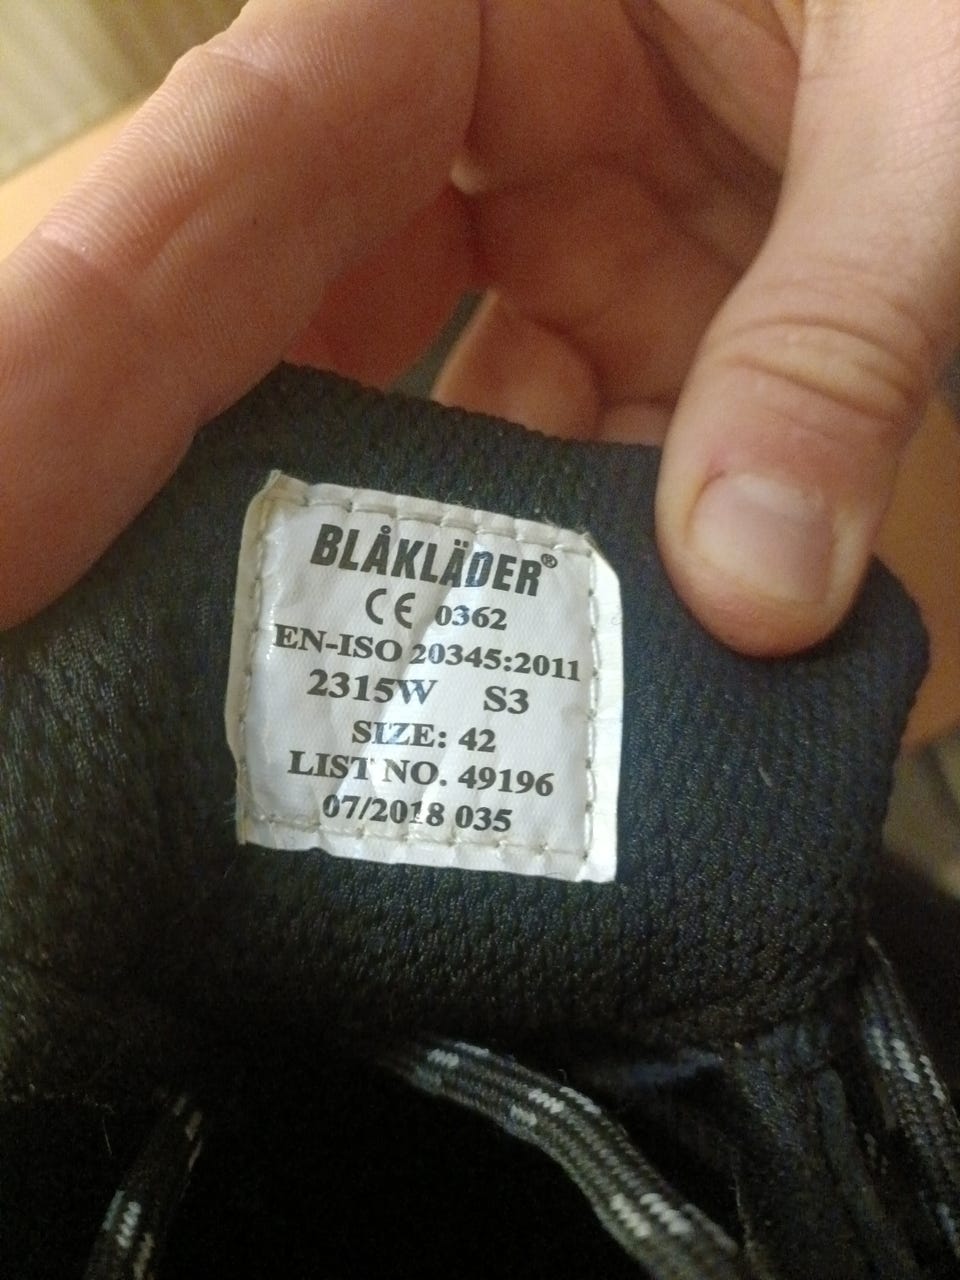 BLÅKLÄDER®
CE 0362
EN-ISO 20345:2011
2315W S3
SIZE: 42
LIST NO. 49196
07/2018 035